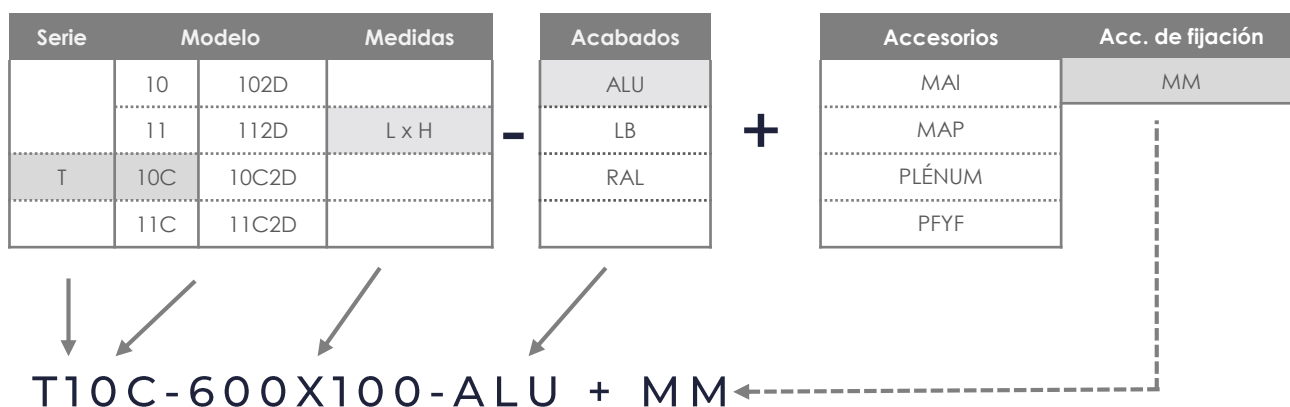 Serie Modelo Medidas Acabados Accesorios Acc. de fijación
10 102D ALU MAI MM
11 112D L x H - LB + MAP
T 10C 10C2D RAL PLÉNUM
11C 11C2D PFYF
T10C-600X100-ALU + MM